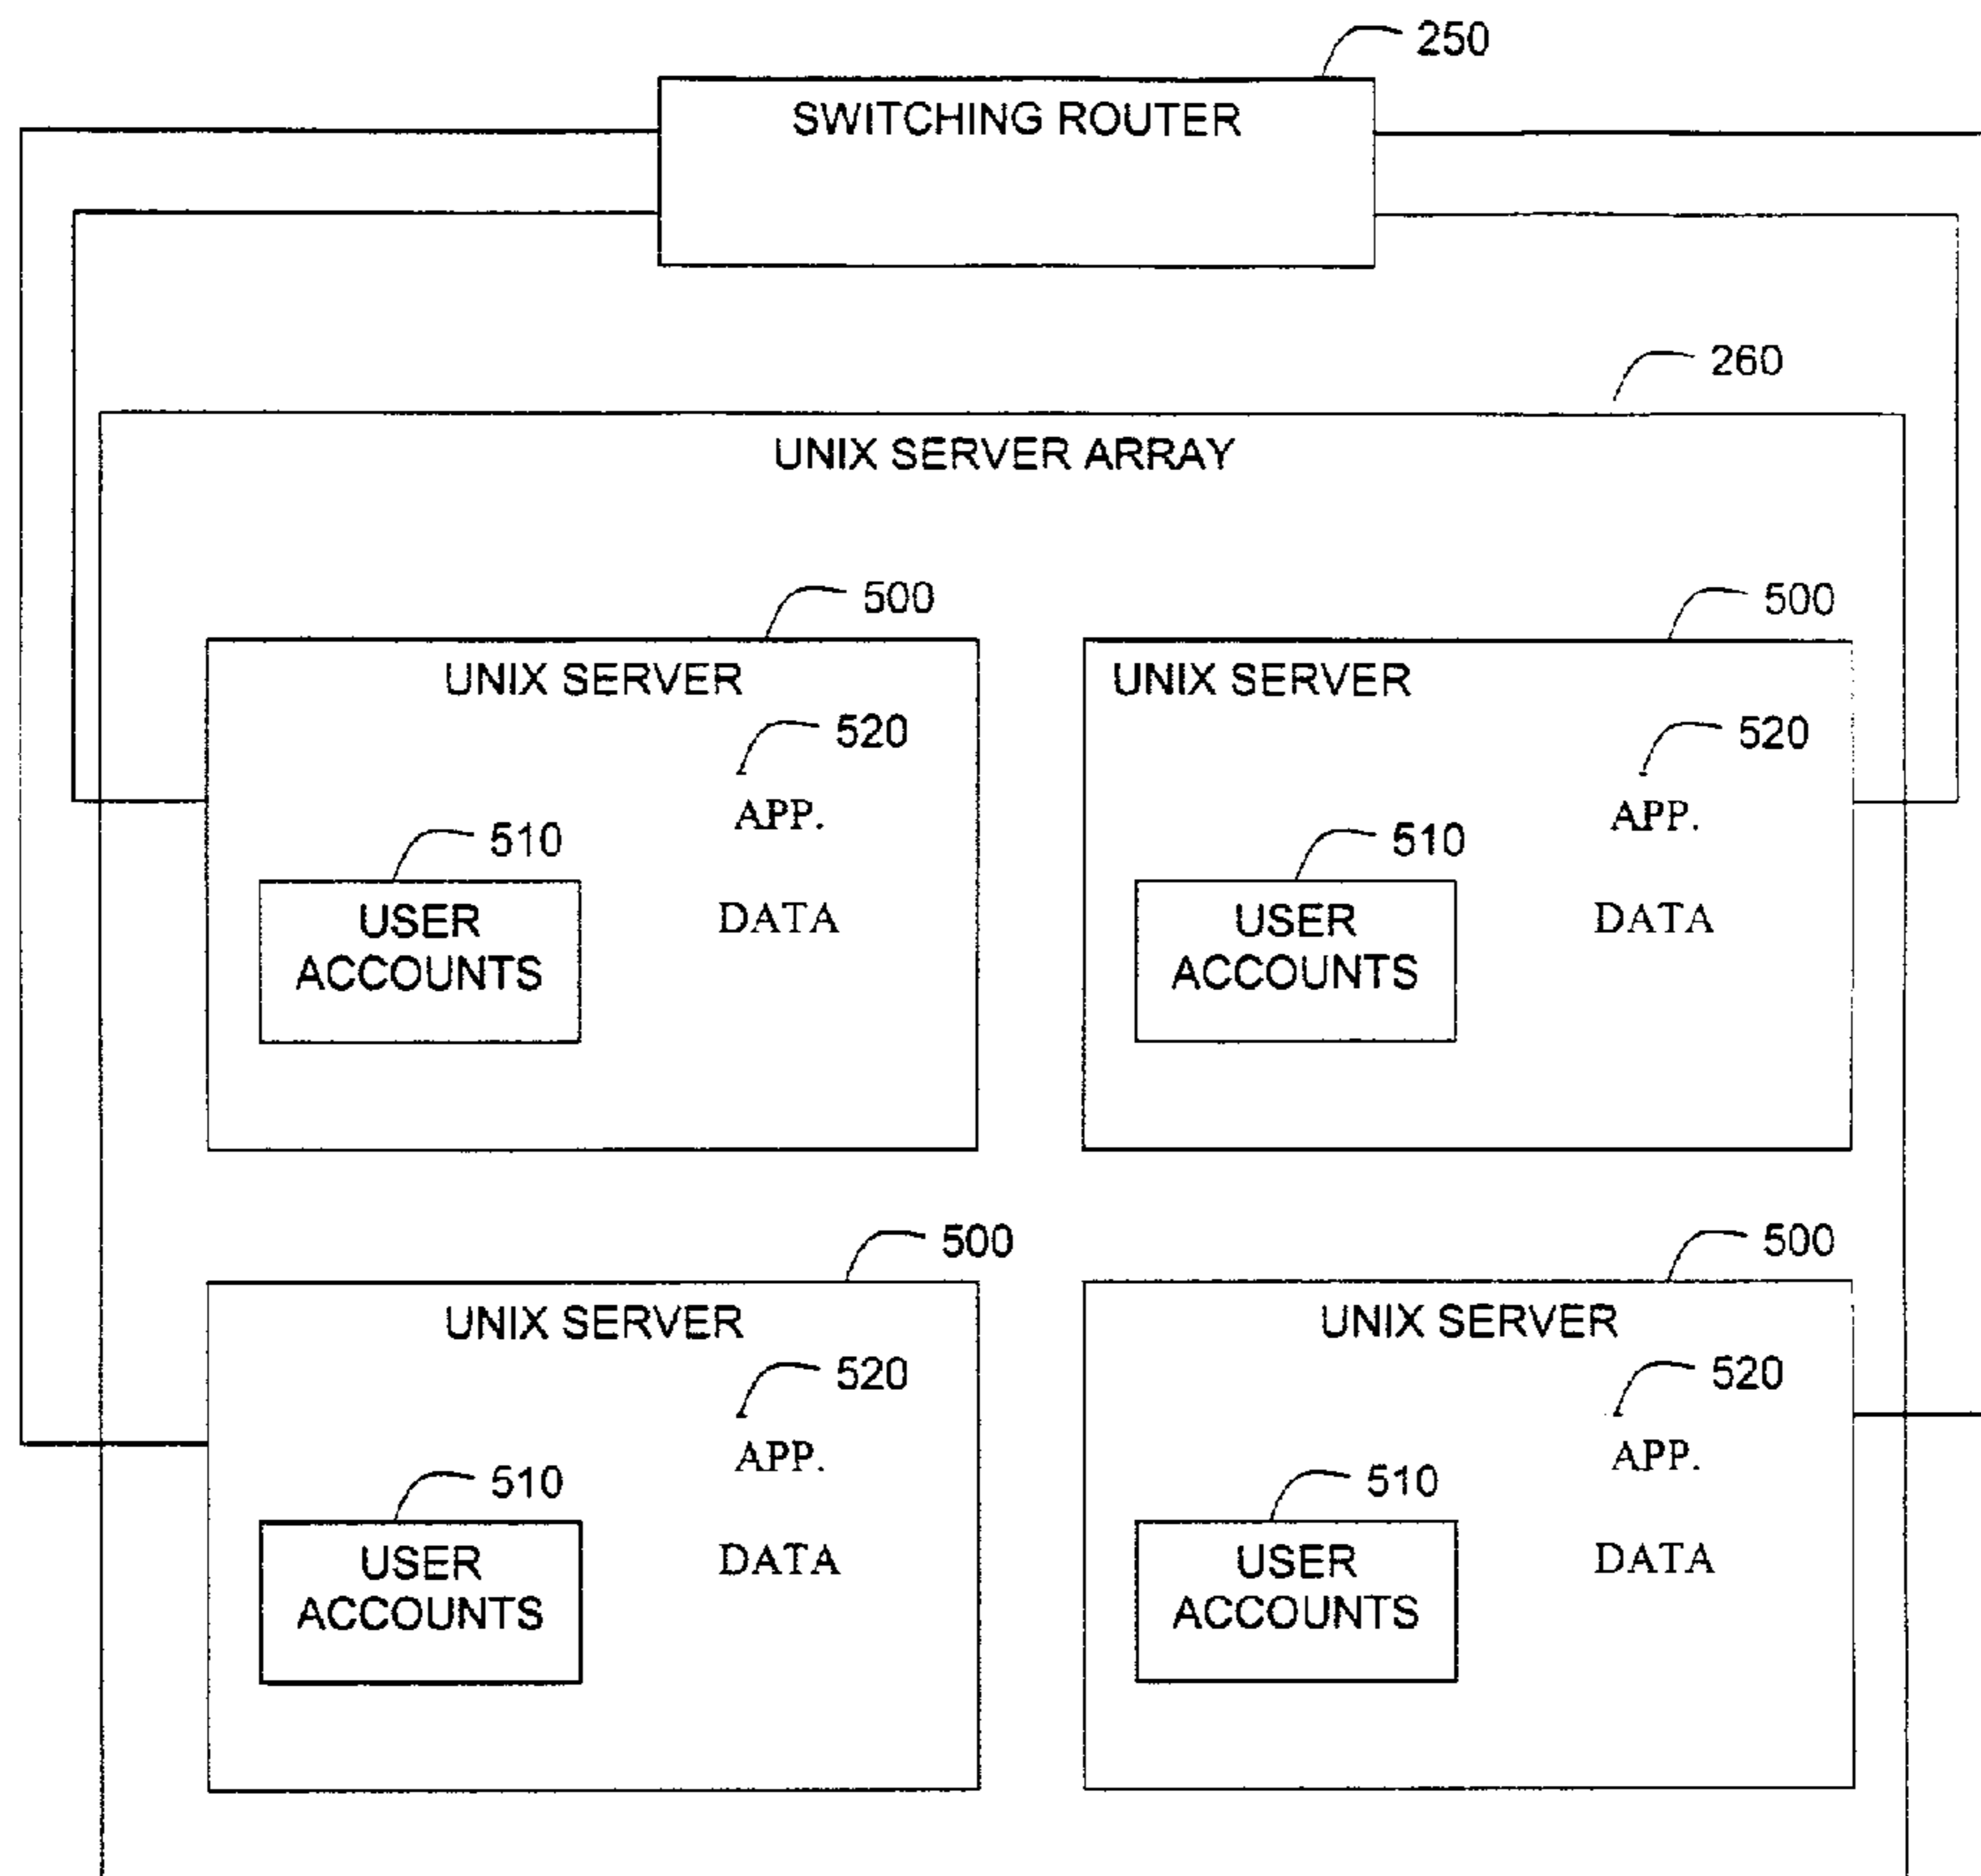 250
SWITCHING ROUTER
260
UNIX SERVER ARRAY
500
UNIX SERVER
520
APP.
DATA
510
USER
ACCOUNTS
500
UNIX SERVER
520
APP.
DATA
510
USER
ACCOUNTS
500
UNIX SERVER
520
APP.
DATA
510
USER
ACCOUNTS
500
UNIX SERVER
520
APP.
DATA
510
USER
ACCOUNTS